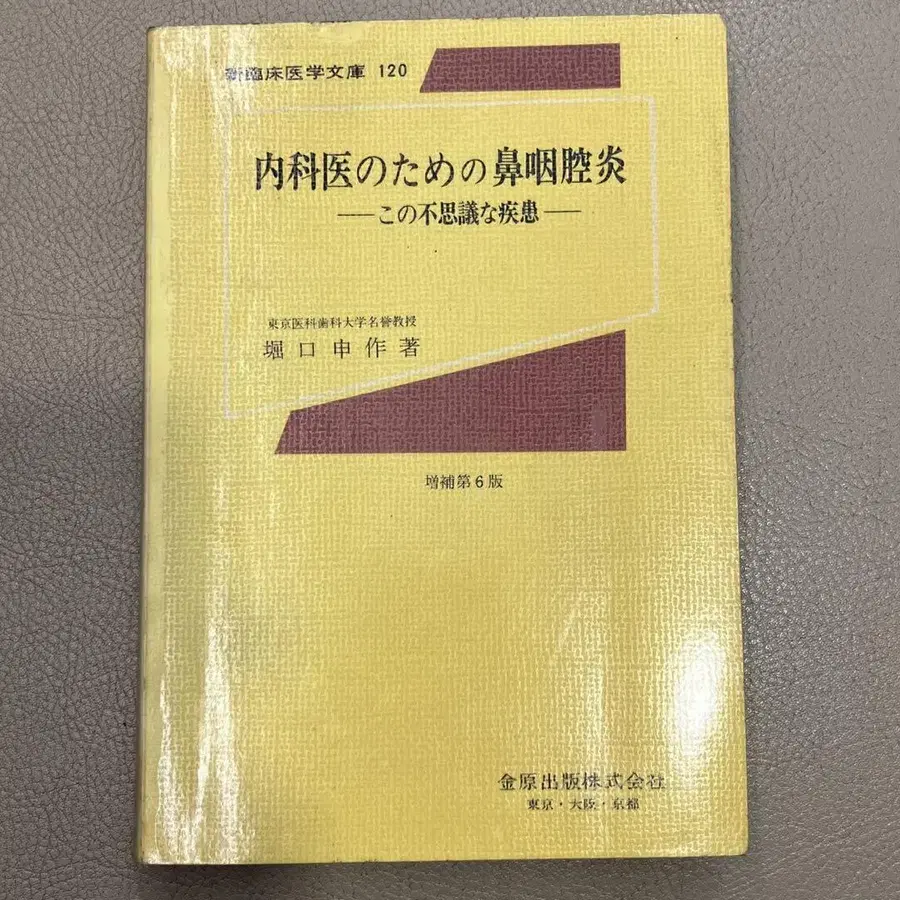 新臨床医学文庫 120
内科医のための鼻咽腔炎
——この不思議な疾患——
東京医科歯科大学名誉教授
堀口申作著
増補第6版
金原出版株式会社
東京・大阪・京都